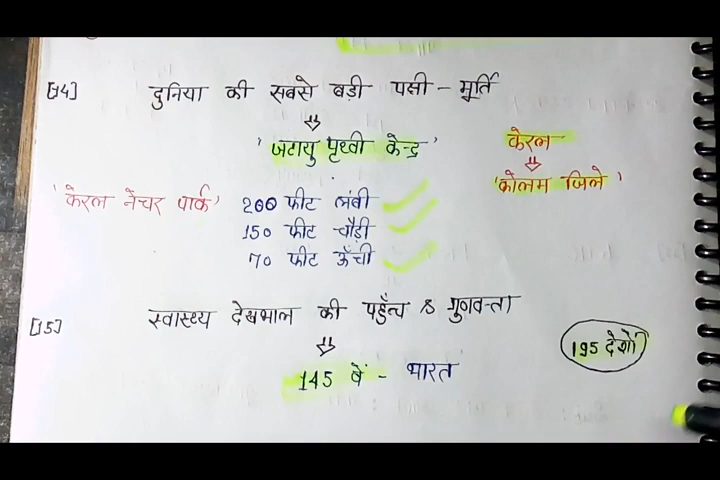 [14] दुनिया की सबसे बड़ी पक्षी - मूर्ति
⇓
'जटायु पृथ्वी केन्द्र'
केरल
⇓
'कोलम जिले'
'केरल नेचर पार्क'
200 फीट लंबी
150 फीट चौड़ी
70 फीट ऊँची
[15] स्वास्थ्य देखभाल की पहुँच & गुणवत्ता
⇓
145 वें - भारत
195 देशों